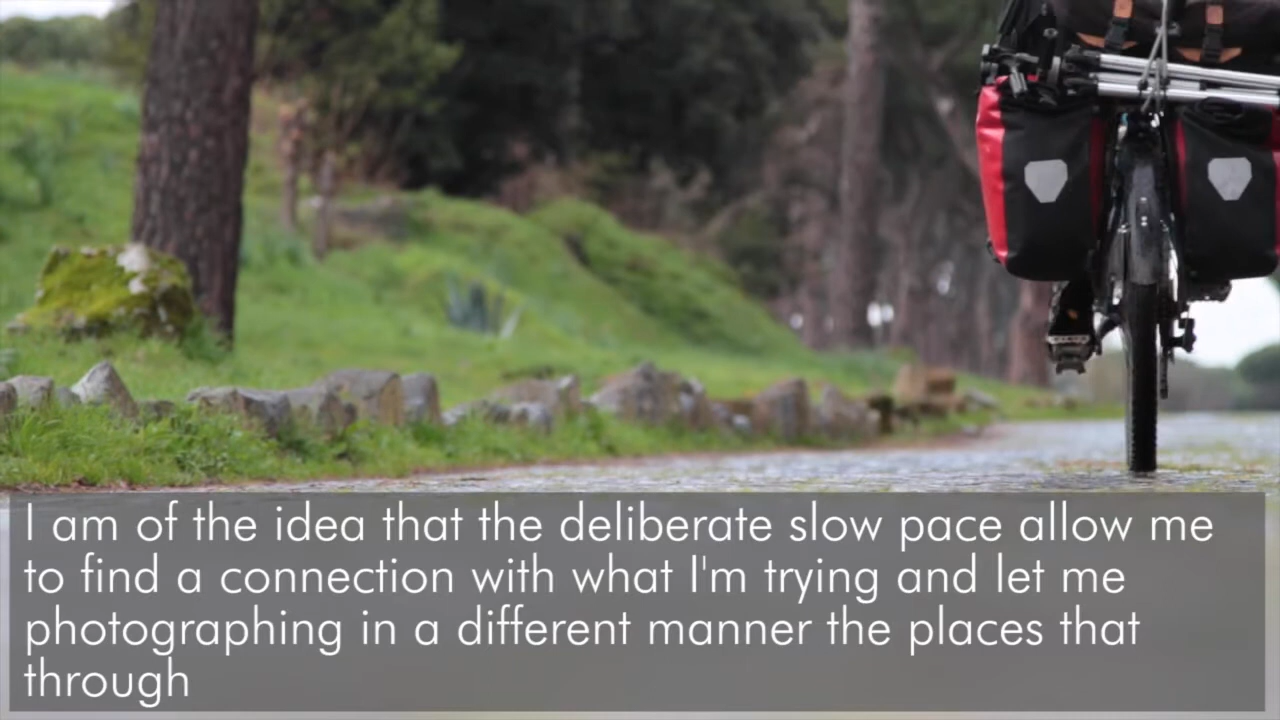 I am of the idea that the deliberate slow pace allow me
to find a connection with what I'm trying and let me
photographing in a different manner the places that
through